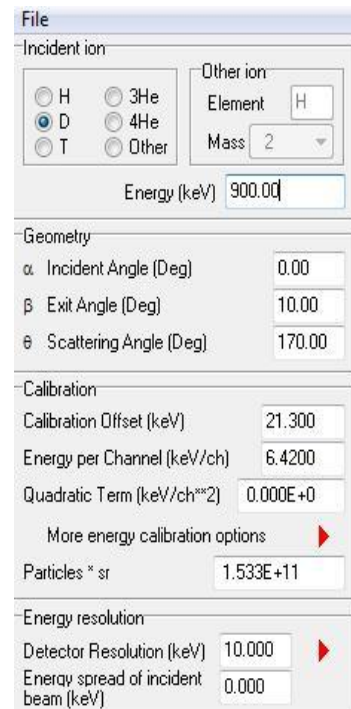 File
Incident ion
H 3He
D 4He
T Other
Other ion
Element H
Mass 2
Energy (keV) 900.00
Geometry
α Incident Angle (Deg) 0.00
β Exit Angle (Deg) 10.00
θ Scattering Angle (Deg) 170.00
Calibration
Calibration Offset (keV) 21.300
Energy per Channel (keV/ch) 6.4200
Quadratic Term (keV/ch**2) 0.000E+0
More energy calibration options
Particles * sr 1.533E+11
Energy resolution
Detector Resolution (keV) 10.000
Energy spread of incident
beam (keV) 0.000